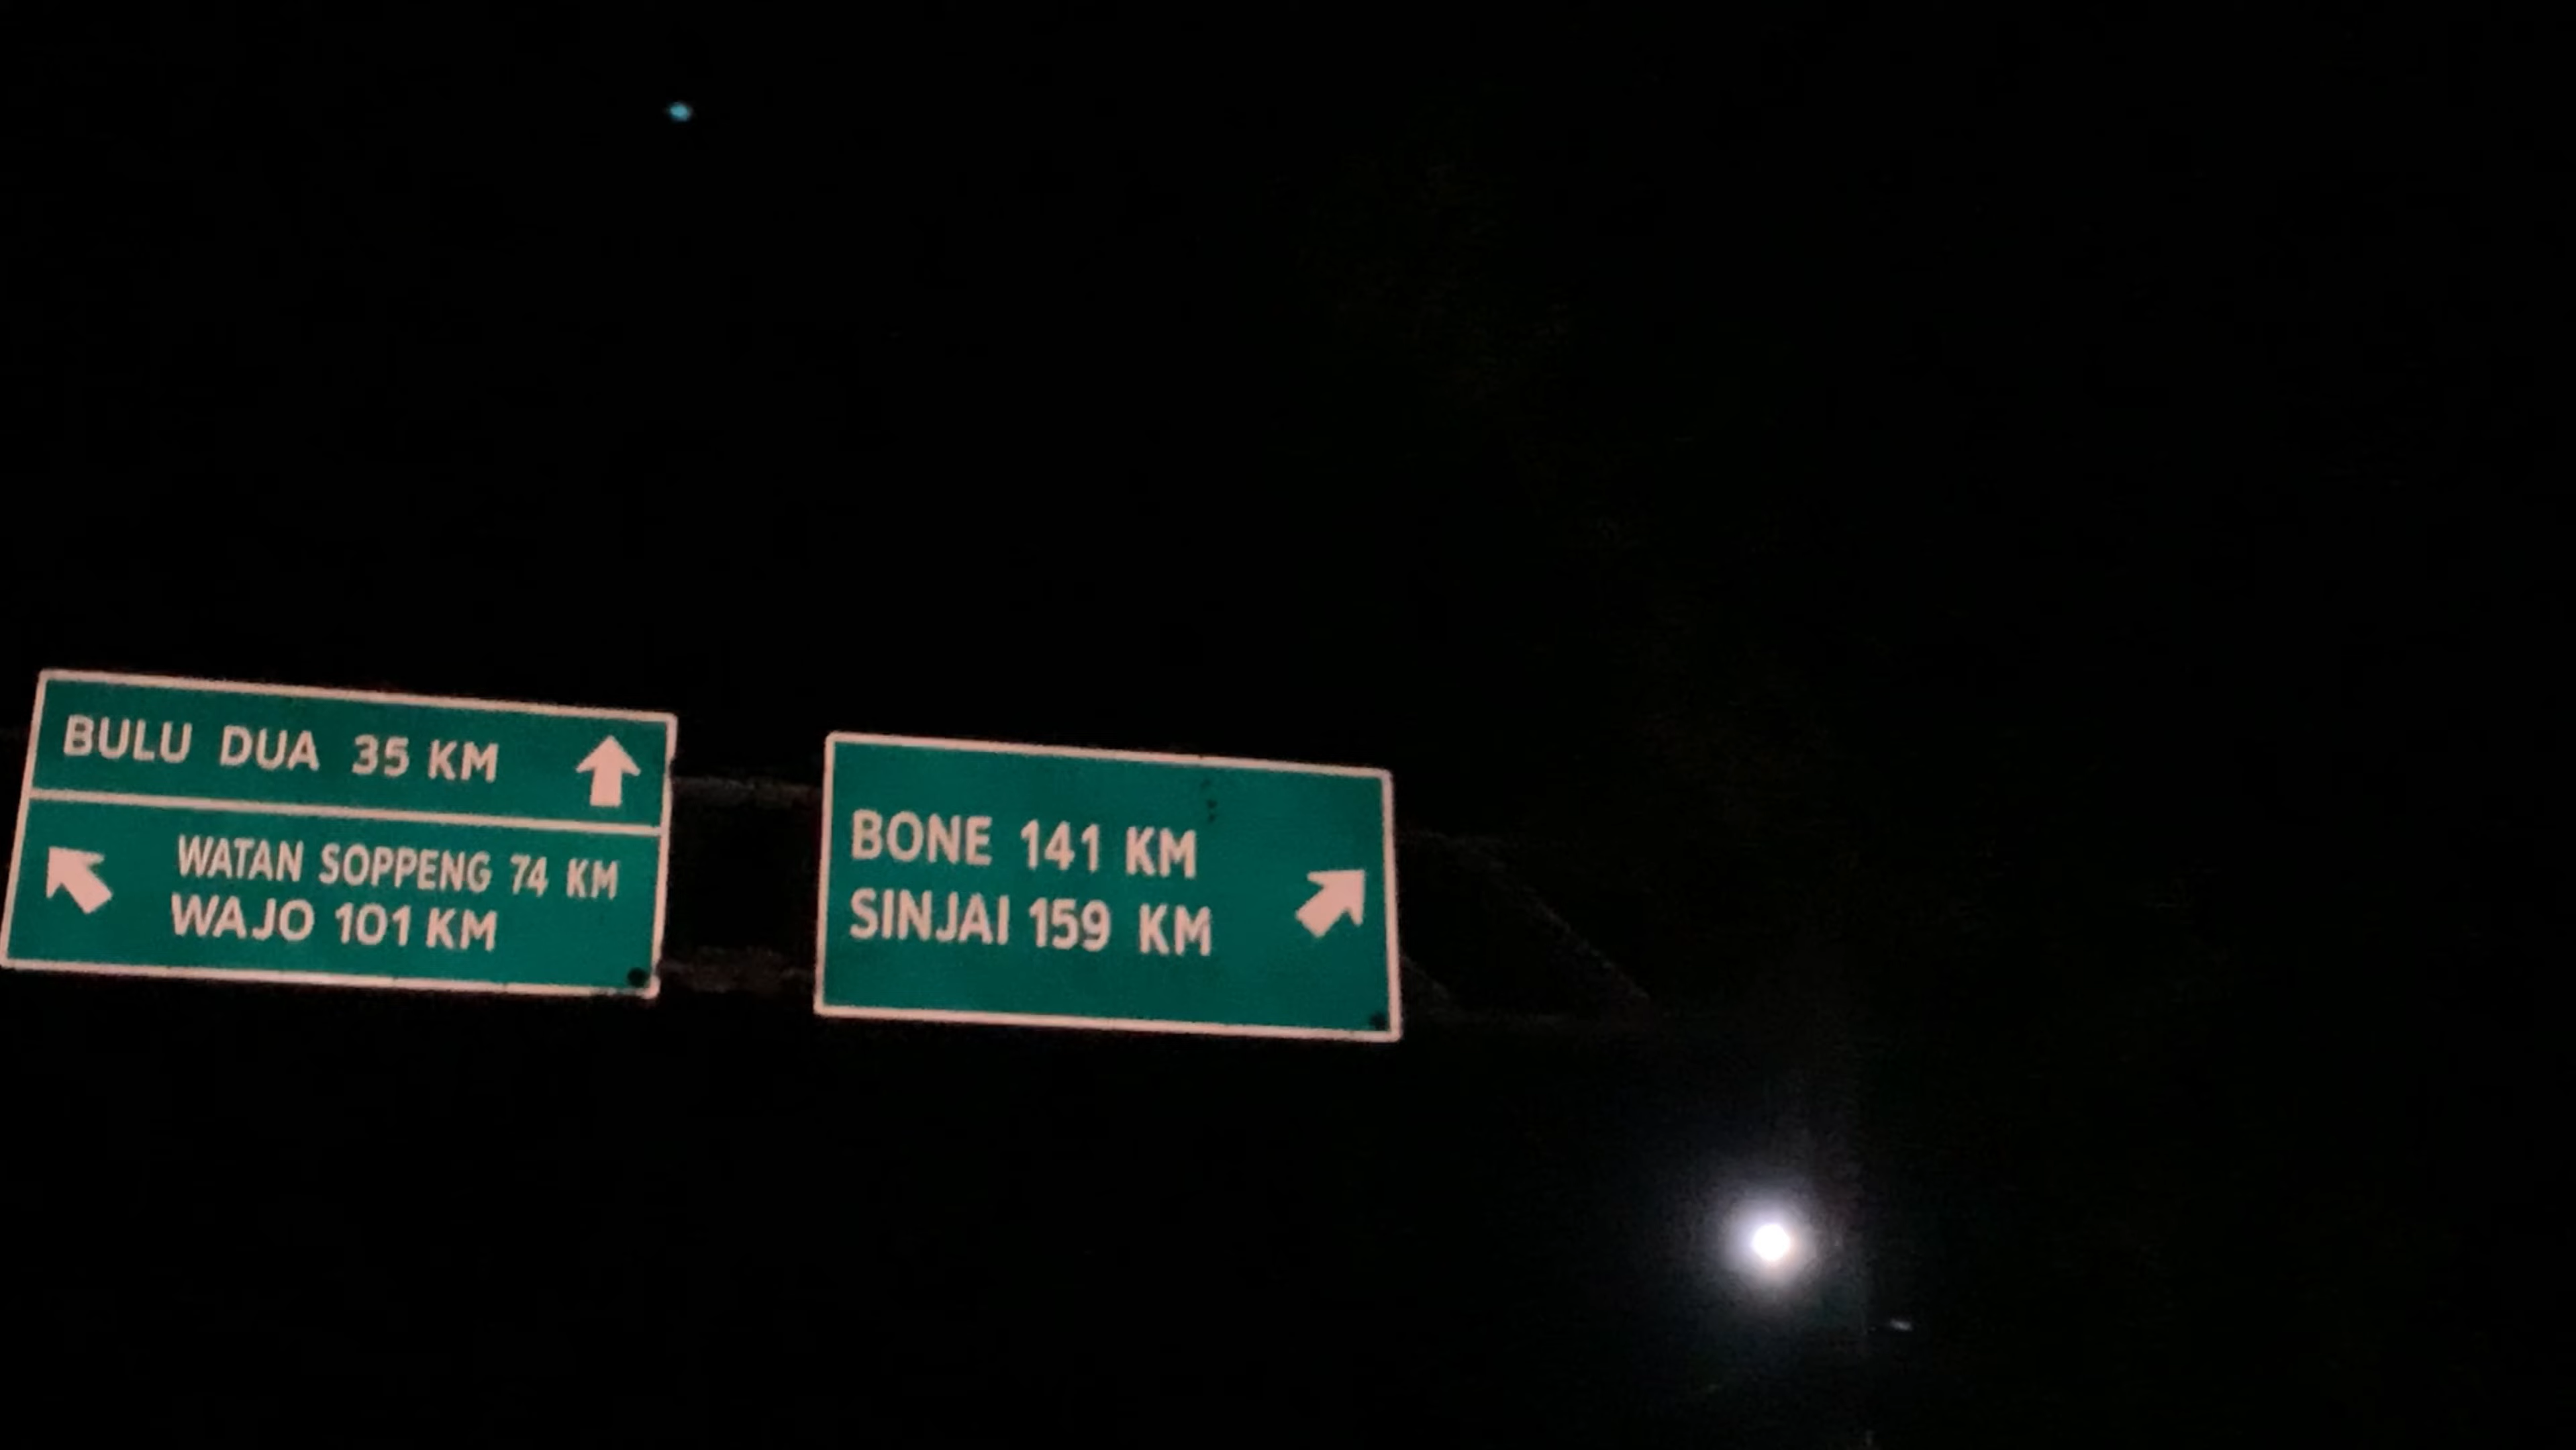 BULU DUA 35 KM
WATAN SOPPENG 74 KM
WAJO 101 KM
BONE 141 KM
SINJAI 159 KM